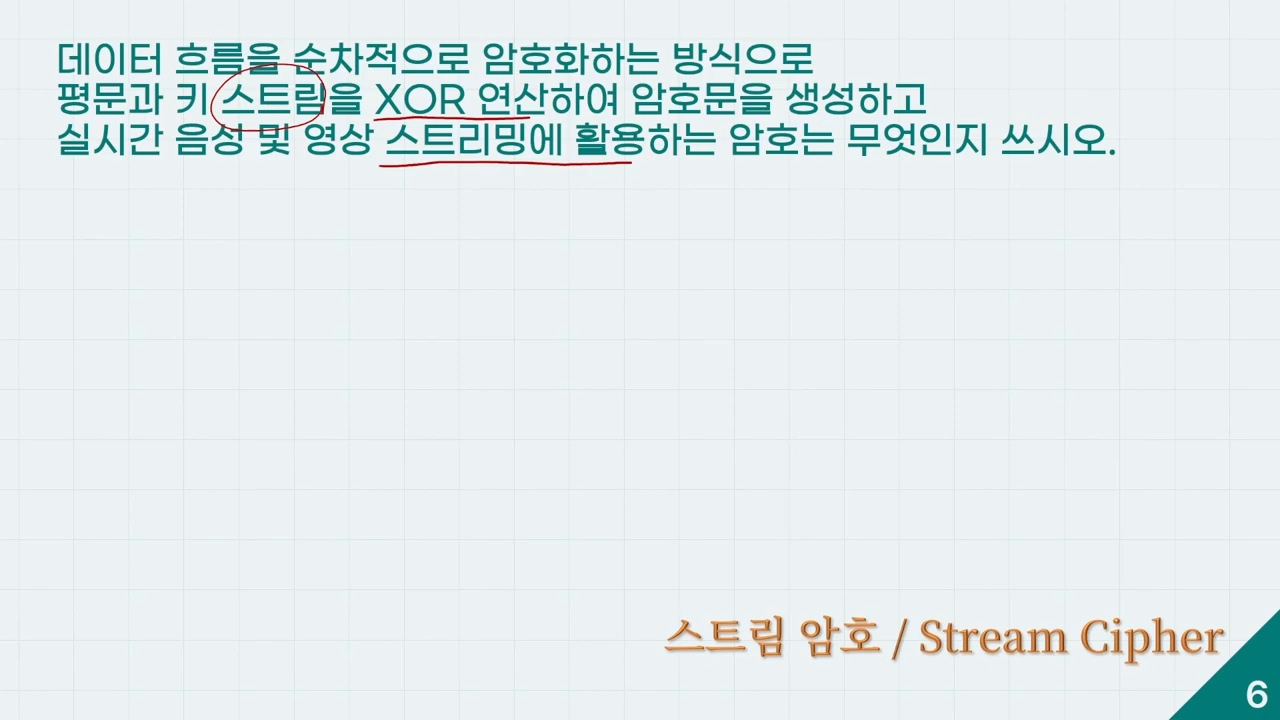 데이터 흐름을 순차적으로 암호화하는 방식으로
평문과 키 스트림을 XOR 연산하여 암호문을 생성하고
실시간 음성 및 영상 스트리밍에 활용하는 암호는 무엇인지 쓰시오.
스트림 암호 / Stream Cipher
6